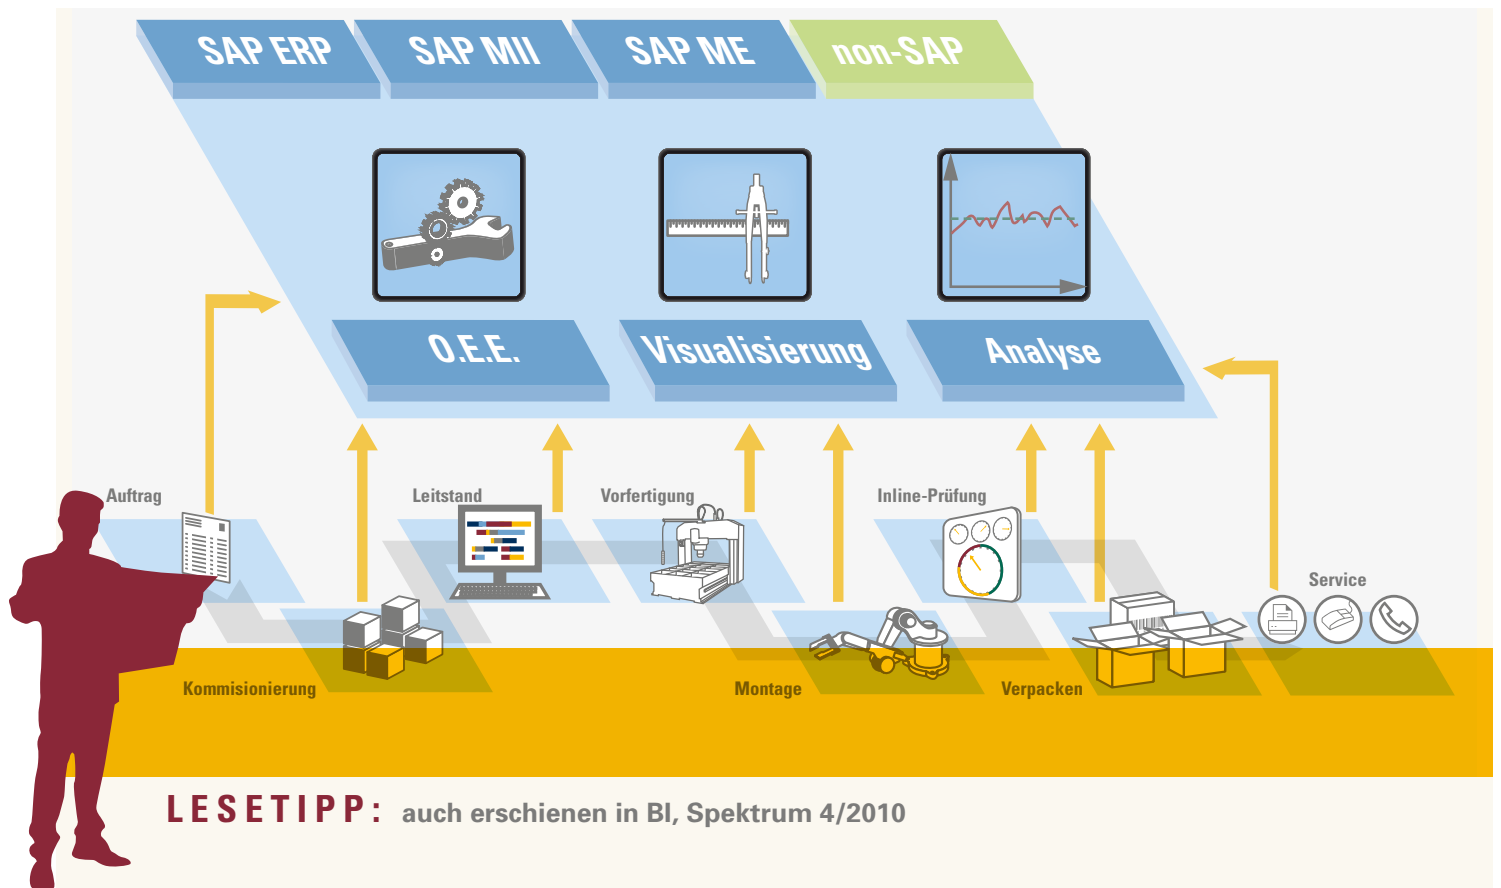 SAP ERP
SAP MII
SAP ME
non-SAP
O.E.E.
Visualisierung
Analyse
Auftrag
Leitstand
Vorfertigung
Inline-Prüfung
Service
Kommisionierung
Montage
Verpacken
LESETIPP: auch erschienen in BI, Spektrum 4/2010